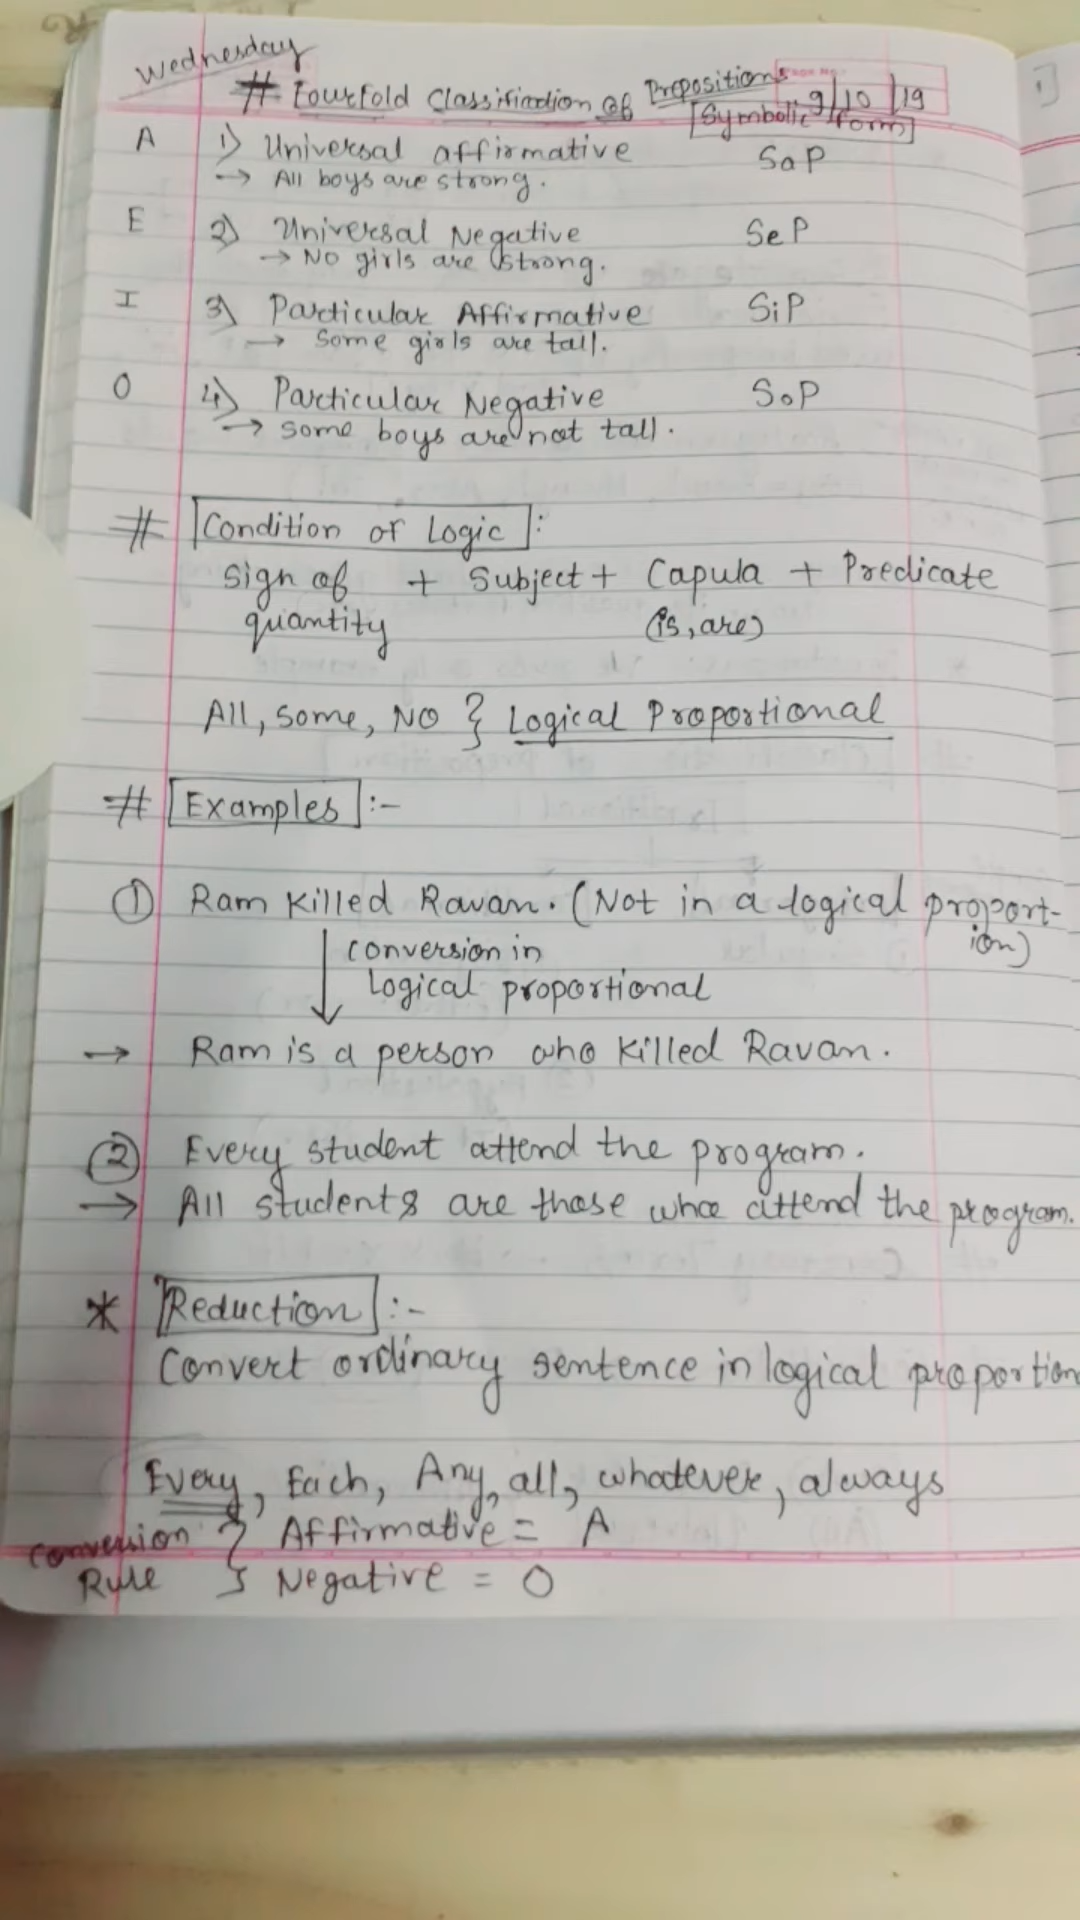 Wednesday
# Fourfold Classification of Propositions
9/10/19
[Symbolic form]
A 1) Universal affirmative SaP
→ All boys are strong.
E 2) Universal Negative SeP
→ No girls are strong.
I 3) Particular Affirmative SiP
→ Some girls are tall.
O 4) Particular Negative SoP
→ some boys are not tall.
# [Condition of Logic]:
Sign of + Subject + Capula + Predicate
quantity (is, are)
All, some, No } Logical Proportional
# [Examples] :-
① Ram killed Ravan. (Not in a logical proport-
ion)
conversion in
logical proportional
→ Ram is a person who killed Ravan.
② Every student attend the program.
→ All students are those who attend the program.
* [Reduction] :-
Convert ordinary sentence in logical proportion
Every, Each, Any, all, whatever, always
Conversion } Affirmative = A
Rule } Negative = O